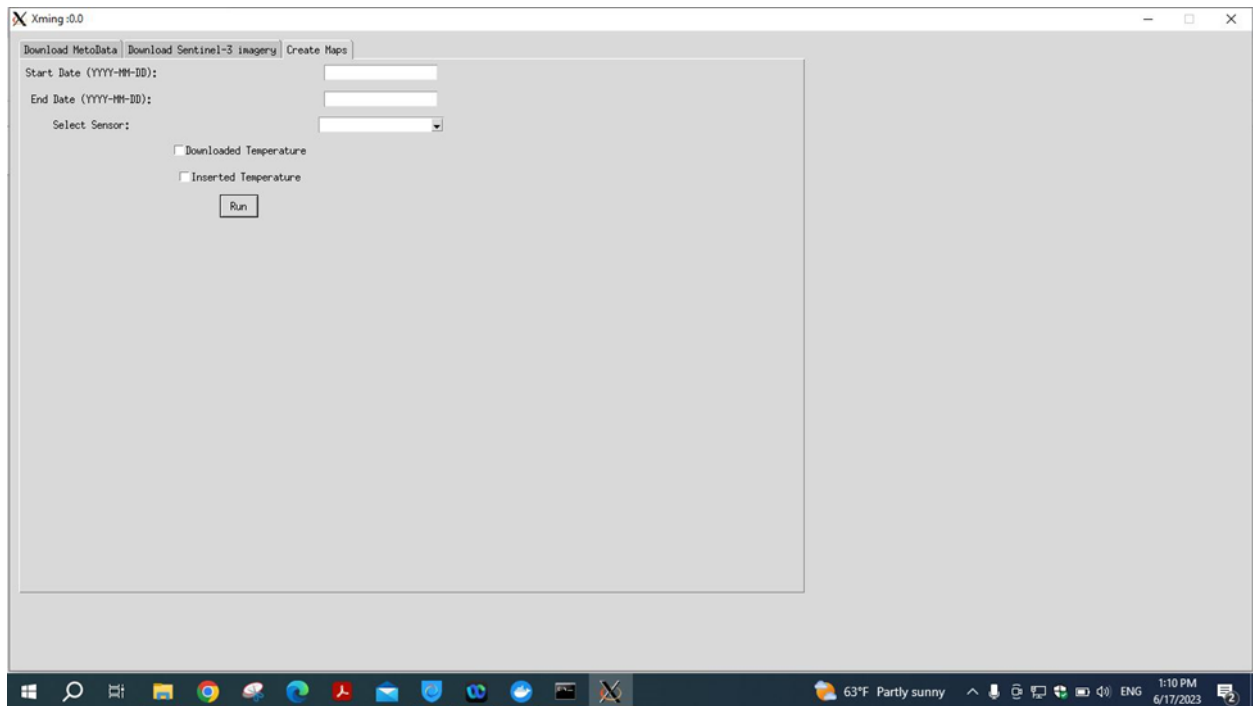 Xming :0.0
Download MetoData Download Sentinel-3 imagery Create Maps
Start Date (YYYY-MM-DD):
End Date (YYYY-MM-DD):
Select Sensor:
Downloaded Temperature
Inserted Temperature
Run
63°F Partly sunny
ENG
1:10 PM
6/17/2023
2